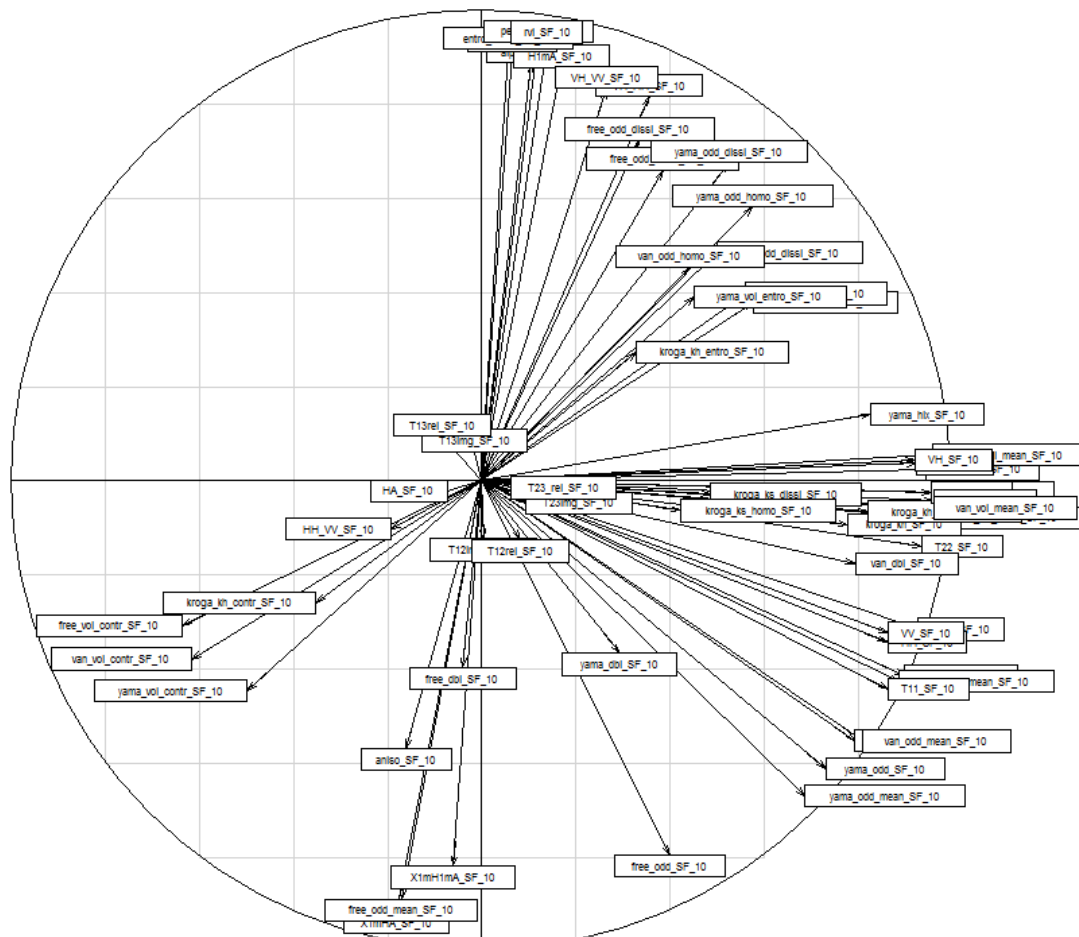 rvi_SF_10
H1mA_SF_10
VH_VV_SF_10
free_odd_dissi_SF_10
yama_odd_dissi_SF_10
yama_odd_homo_SF_10
van_odd_homo_SF_10
yama_vol_entro_SF_10
kroga_kh_entro_SF_10
yama_hlx_SF_10
T13rel_SF_10
T13Img_SF_10
VH_SF_10
HA_SF_10
T23_rel_SF_10
T23Img_SF_10
kroga_ks_dissi_SF_10
kroga_ks_homo_SF_10
van_vol_mean_SF_10
kroga_kh_SF_10
HH_VV_SF_10
T12rel_SF_10
T22_SF_10
van_dbl_SF_10
kroga_kh_contr_SF_10
free_vol_contr_SF_10
VV_SF_10
van_vol_contr_SF_10
yama_dbl_SF_10
free_dbl_SF_10
yama_vol_contr_SF_10
T11_SF_10
van_odd_mean_SF_10
aniso_SF_10
yama_odd_SF_10
yama_odd_mean_SF_10
free_odd_SF_10
X1mH1mA_SF_10
free_odd_mean_SF_10
X1mHA_SF_10